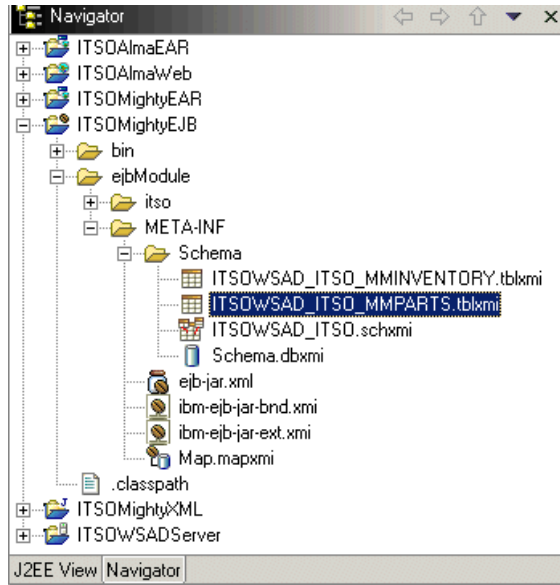 Navigator
ITSOAlmaEAR
ITSOAlmaWeb
ITSOMightyEAR
ITSOMightyEJB
bin
ejbModule
itso
META-INF
Schema
ITSOWSAD_ITSO_MMINVENTORY.tblxmi
ITSOWSAD_ITSO_MMPARTS.tblxmi
ITSOWSAD_ITSO.schxmi
Schema.dbxmi
ejb-jar.xml
ibm-ejb-jar-bnd.xmi
ibm-ejb-jar-ext.xmi
Map.mapxmi
.classpath
ITSOMightyXML
ITSOWSADServer
J2EE View Navigator